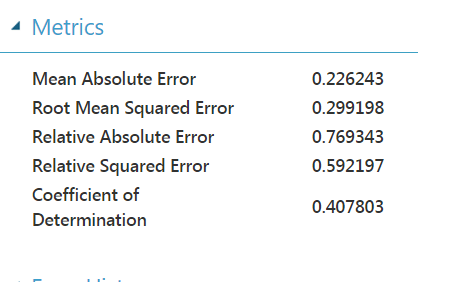 Metrics
Mean Absolute Error 0.226243
Root Mean Squared Error 0.299198
Relative Absolute Error 0.769343
Relative Squared Error 0.592197
Coefficient of
Determination 0.407803